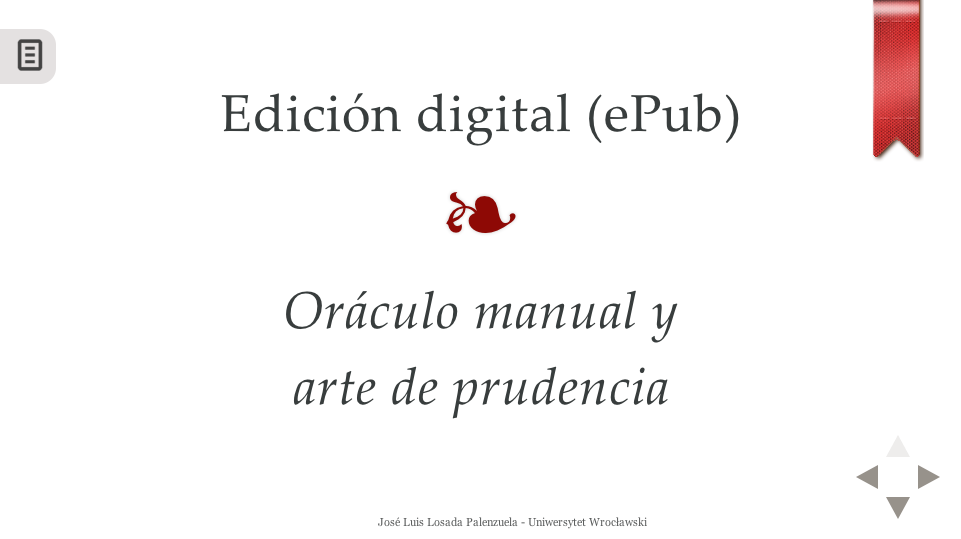 Edición digital (ePub)
❧
Oráculo manual y
arte de prudencia
José Luis Losada Palenzuela - Uniwersytet Wrocławski